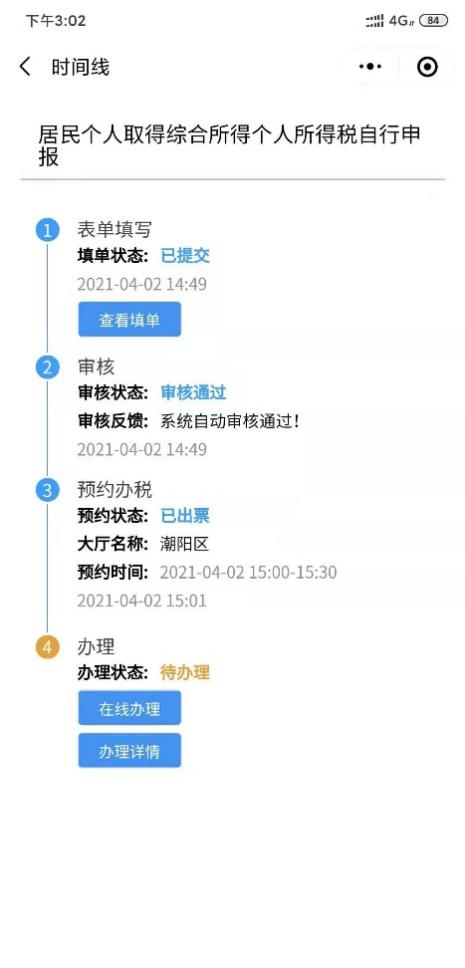 下午3:02
4G
84
时间线
居民个人取得综合所得个人所得税自行申
报
1 表单填写
填单状态: 已提交
2021-04-02 14:49
查看填单
2 审核
审核状态: 审核通过
审核反馈: 系统自动审核通过!
2021-04-02 14:49
3 预约办税
预约状态: 已出票
大厅名称: 潮阳区
预约时间: 2021-04-02 15:00-15:30
2021-04-02 15:01
4 办理
办理状态: 待办理
在线办理
办理详情